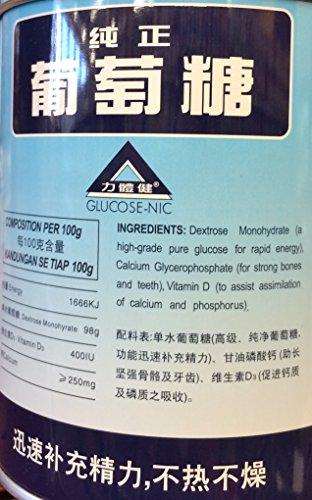 纯正
葡萄糖
力體健®
GLUCOSE-NIC
COMPOSITION PER 100g
每100克含量
KANDUNGAN SE TIAP 100g
Energy
1666KJ
Dextrose Monohyrate 98g
Vitamin D₃
400IU
Calcium
⩾250mg
INGREDIENTS: Dextrose Monohydrate (a
high-grade pure glucose for rapid energy),
Calcium Glycerophosphate (for strong bones
and teeth), Vitamin D (to assist assimilation
of calcium and phosphorus).
配料表:单水葡萄糖(高级、纯净葡萄糖,
功能迅速补充精力)、甘油磷酸钙(助长
坚强骨骼及牙齿)、维生素D₃(促进钙质
及磷质之吸收)。
迅速补充精力,不热不燥